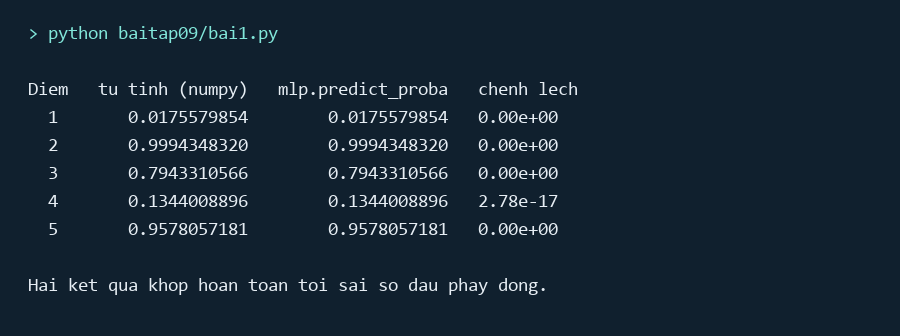 > python baitap09/bai1.py
Diem   tu tinh (numpy)   mlp.predict_proba   chenh lech
1   0.0175579854   0.0175579854   0.00e+00
2   0.9994348320   0.9994348320   0.00e+00
3   0.7943310566   0.7943310566   0.00e+00
4   0.1344008896   0.1344008896   2.78e-17
5   0.9578057181   0.9578057181   0.00e+00
Hai ket qua khop hoan toan toi sai so dau phay dong.